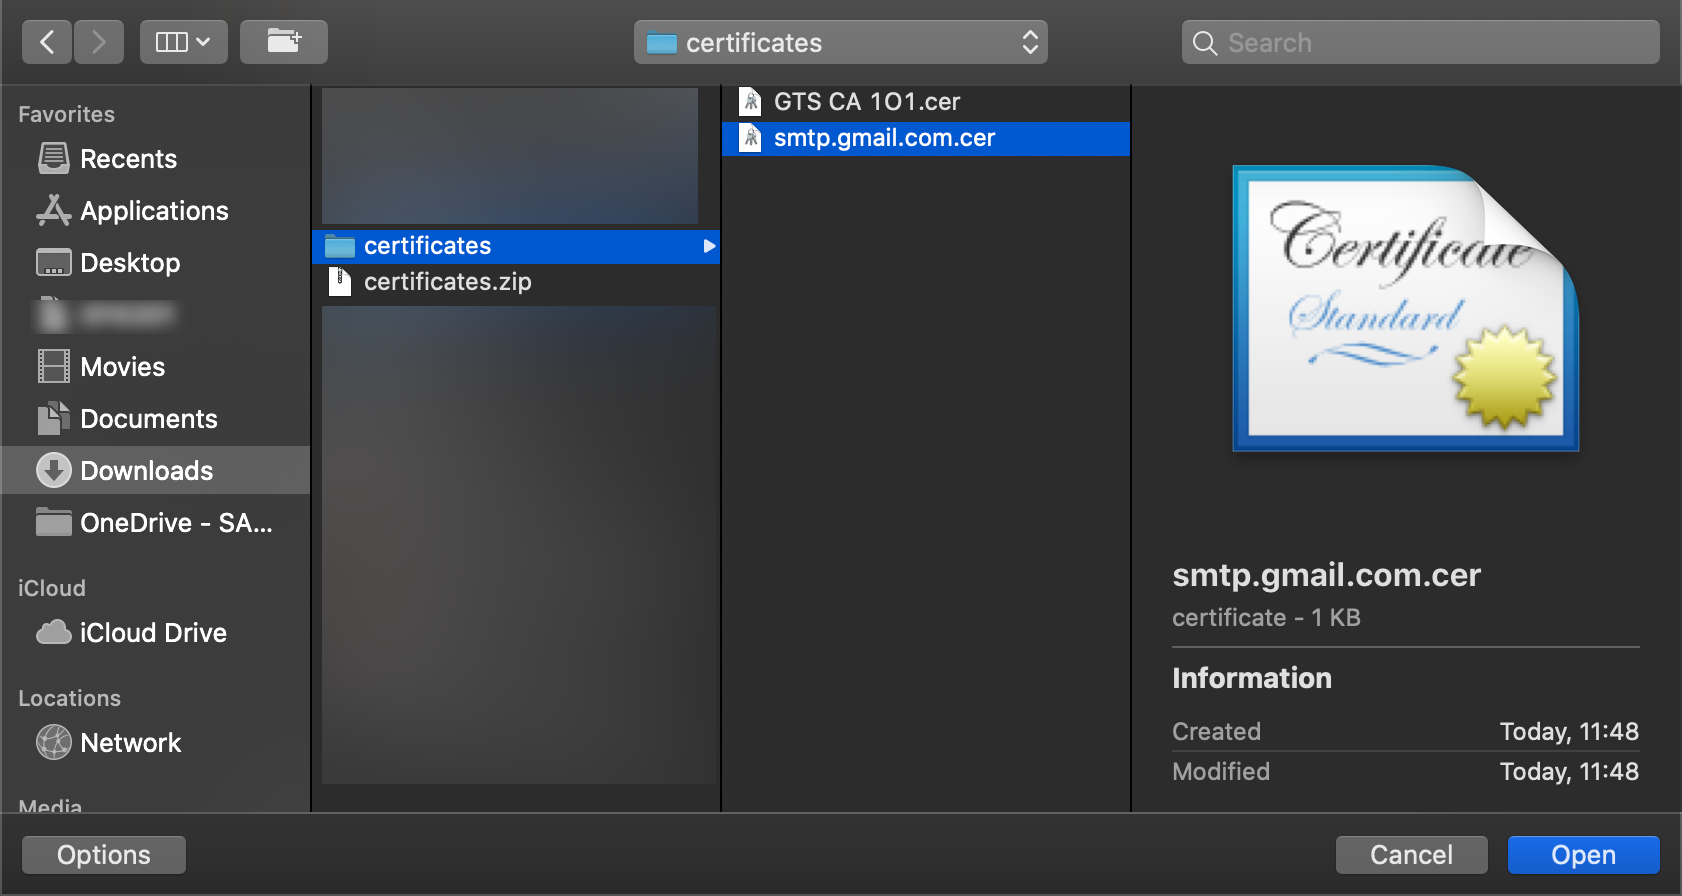 certificates
Search
Favorites
Recents
Applications
Desktop
Movies
Documents
Downloads
OneDrive - SA...
iCloud
iCloud Drive
Locations
Network
Media
certificates
certificates.zip
GTS CA 1O1.cer
smtp.gmail.com.cer
Certificate
Standard
smtp.gmail.com.cer
certificate - 1 KB
Information
Created Today, 11:48
Modified Today, 11:48
Options
Cancel
Open